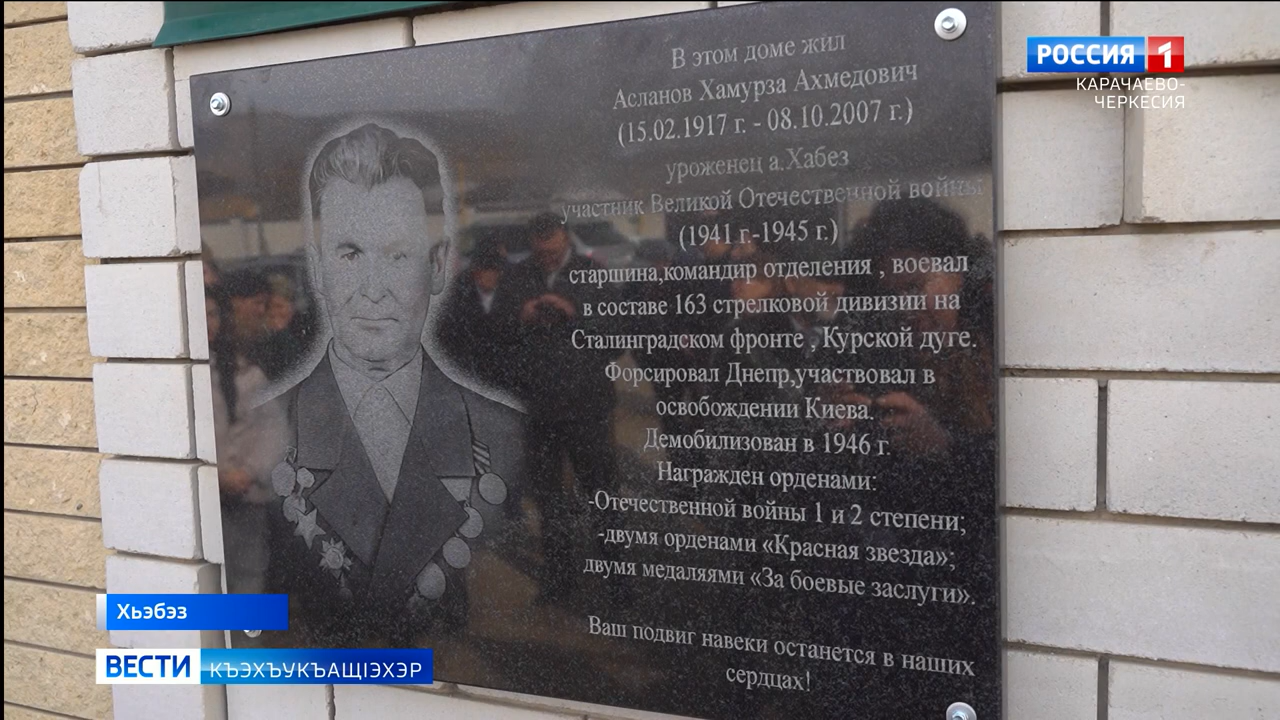 В этом доме жил
Асланов Хамурза Ахмедович
(15.02.1917 г. - 08.10.2007 г.)
уроженец а.Хабез
участник Великой Отечественной войны
(1941 г.-1945 г.)
старшина,командир отделения , воевал
в составе 163 стрелковой дивизии на
Сталинградском фронте , Курской дуге.
Форсировал Днепр,участвовал в
освобождении Киева.
Демобилизован в 1946 г.
Награжден орденами:
-Отечественной войны 1 и 2 степени;
-двумя орденами «Красная звезда»;
двумя медаляями «За боевые заслуги».
Ваш подвиг навеки останется в наших
сердцах!
РОССИЯ 1
КАРАЧАЕВО-
ЧЕРКЕСИЯ
Хьэбэз
ВЕСТИ КЪЭХЪУКЪАЩІЭХЭР